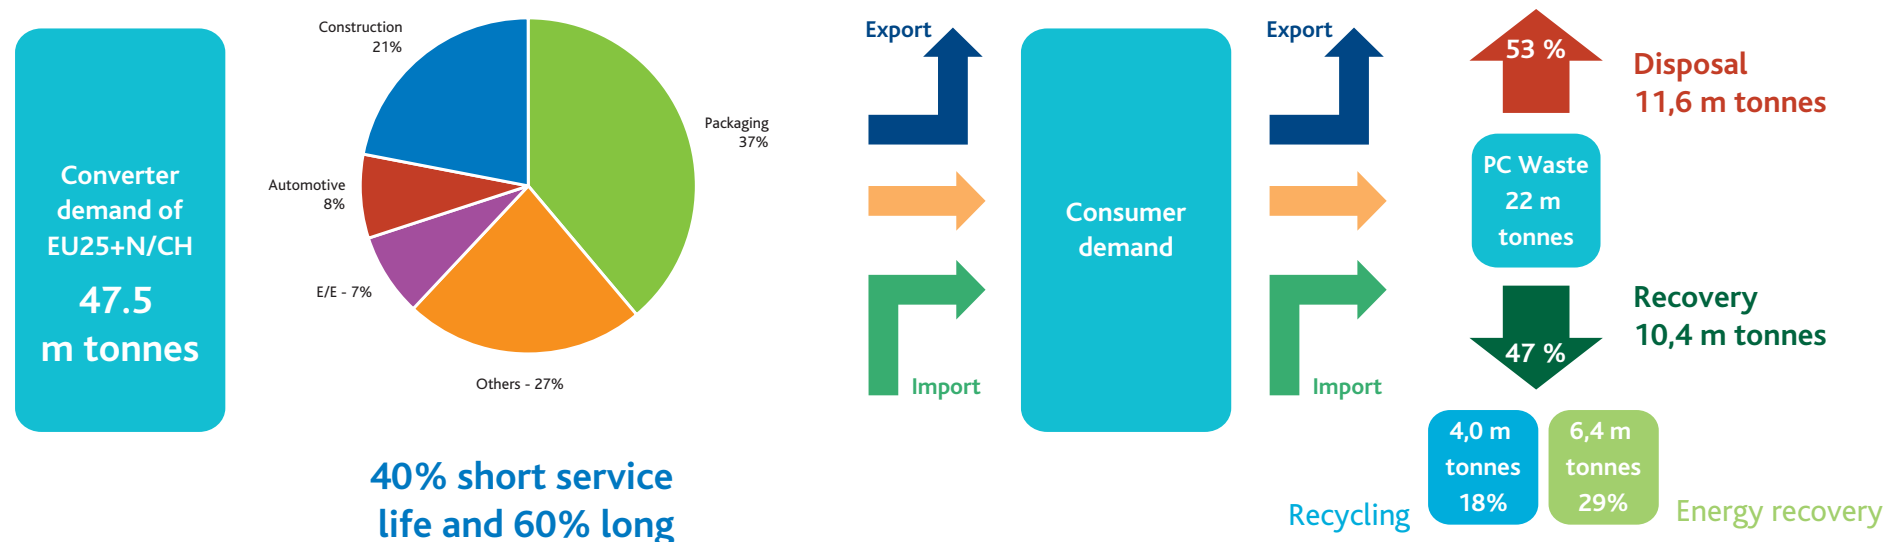 Converter
demand of
EU25+N/CH
47.5
m tonnes
Construction
21%
Packaging
37%
Automotive
8%
E/E - 7%
Others - 27%
40% short service
life and 60% long
Export
Import
Consumer
demand
Export
Import
53 %
Disposal
11,6 m tonnes
PC Waste
22 m
tonnes
Recovery
10,4 m tonnes
47 %
4,0 m
tonnes
18%
6,4 m
tonnes
29%
Recycling
Energy recovery